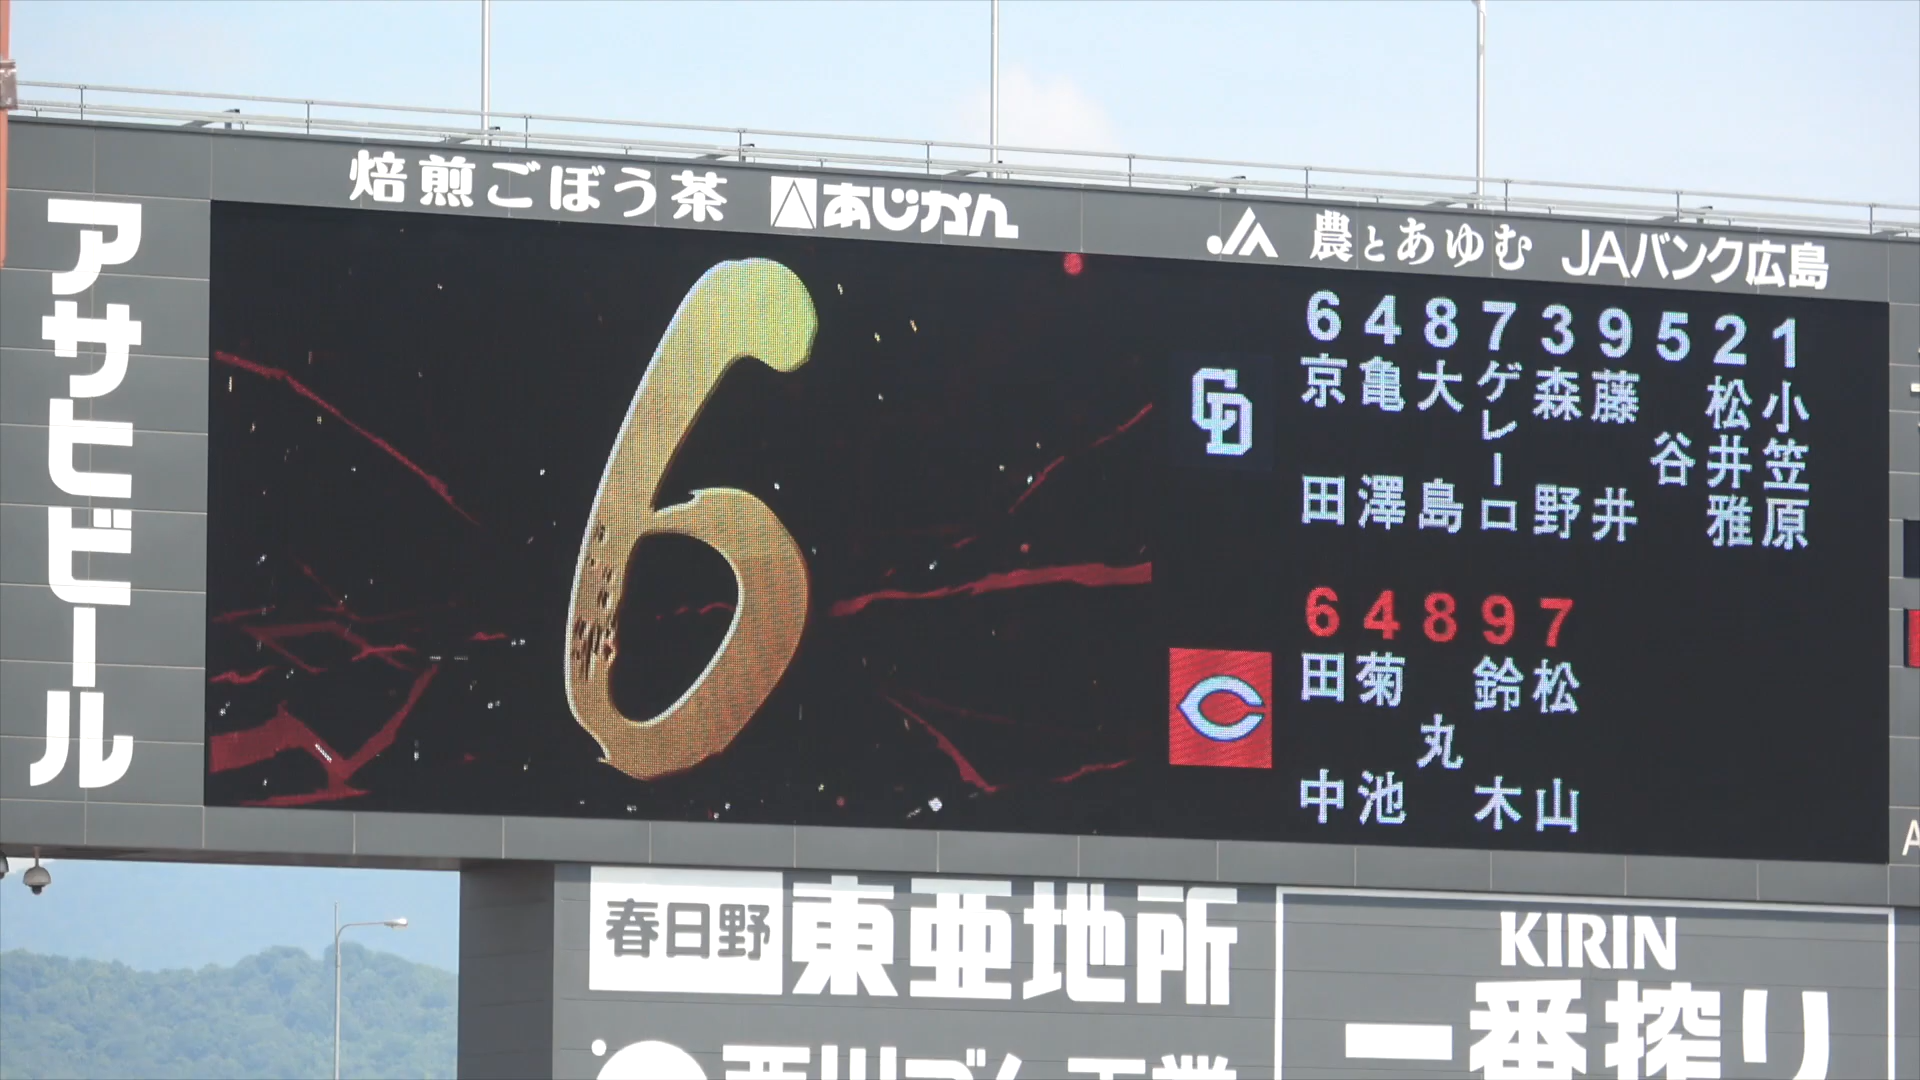 焙煎ごぼう茶 あじかん
JA 農とあゆむ JAバンク広島
アサヒビール
6
6 4 8 7 3 9 5 2 1
京田 亀澤 大島 ゲレーロ 森野 藤井 谷 松井雅 小笠原
CD
6 4 8 9 7
田中 菊池 丸 鈴木 松山
C
春日野 東亜地所
KIRIN
一番搾り